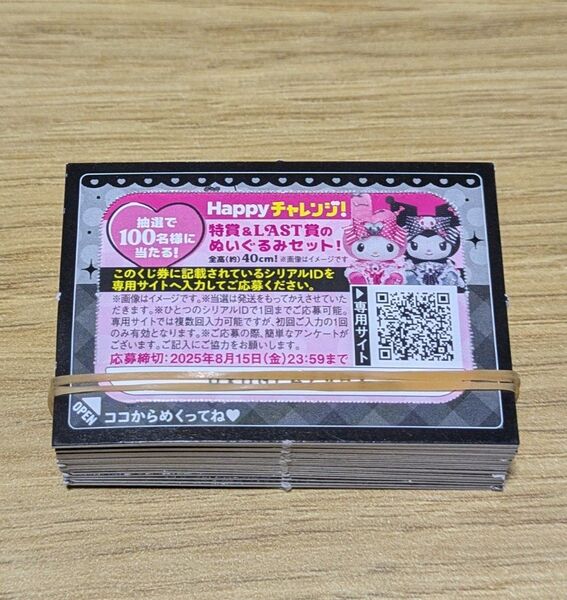 Happyチャレンジ!
抽選で
100名様に
当たる!
特賞&LAST賞の
ぬいぐるみセット!
全高(約)40cm! ※画像はイメージです
このくじ券に記載されているシリアルIDを
専用サイトへ入力してご応募ください。
※画像はイメージです。※当選は発送をもってかえさせていた
だきます。※ひとつのシリアルIDで1回までご応募可能。
専用サイトでは複数回入力可能ですが、初回ご入力の1回
のみ有効となります。※ご応募の際、簡単なアンケートが
ございます。ご記入にご協力をお願いします。
応募締切:2025年8月15日(金)23:59まで
▶専用サイト
OPEN
ココからめくってね♥